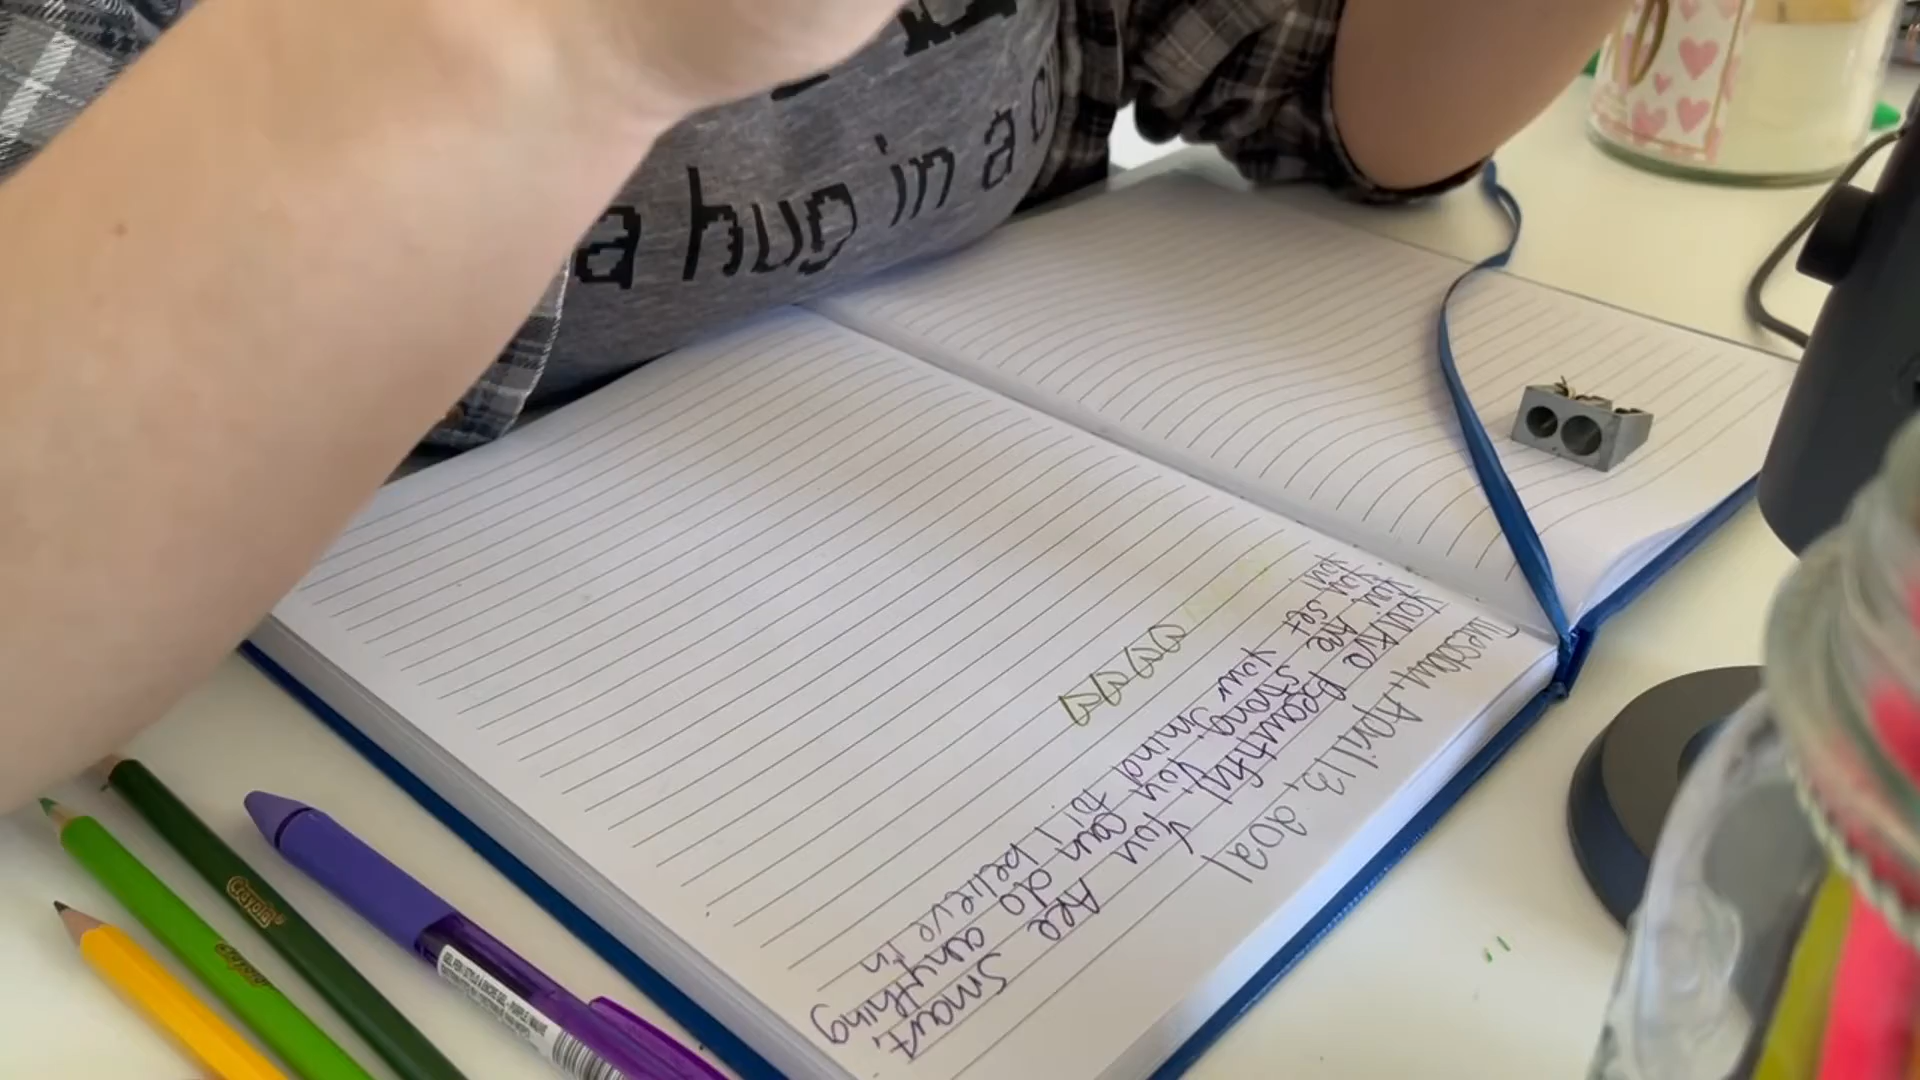 a hug in a
Tuesday, April 13, 2021
You are Beautiful, You Are Smart,
You Are Strong, You can do anything
You set your mind to! I believe in
you!
Crayola
Crayola